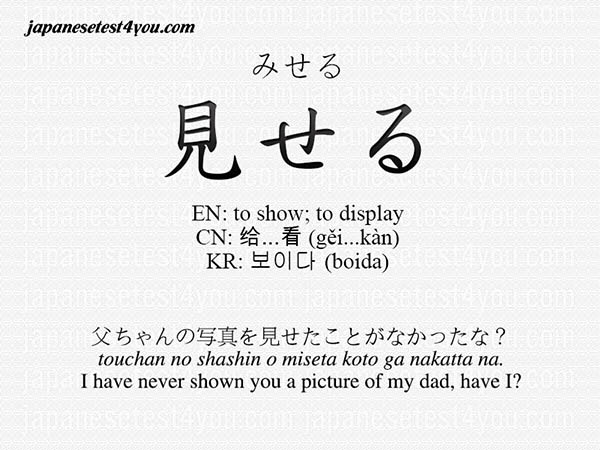 japanesetest4you.com
みせる
見せる
EN: to show; to display
CN: 给...看 (gěi...kàn)
KR: 보이다 (boida)
父ちゃんの写真を見せたことがなかったな？
touchan no shashin o miseta koto ga nakatta na.
I have never shown you a picture of my dad, have I?